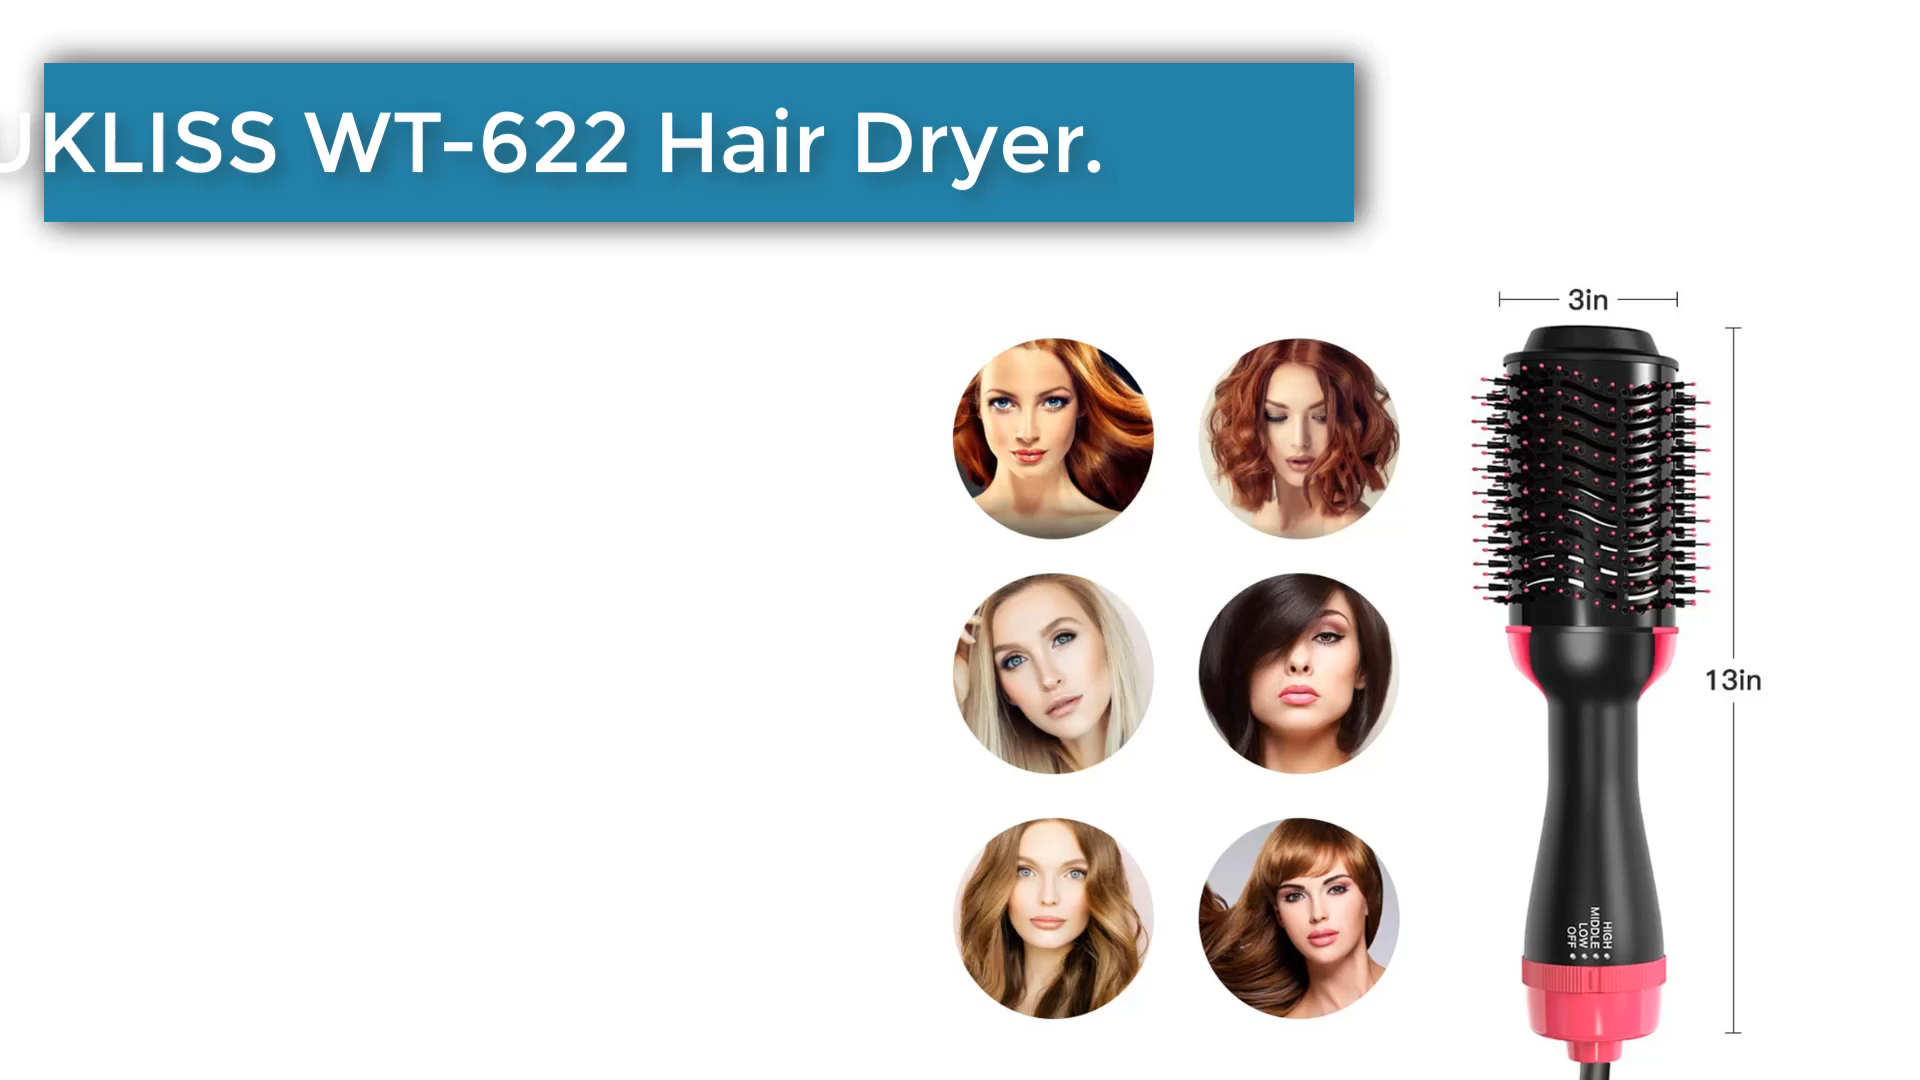 UKLISS WT-622 Hair Dryer.
3in
13in
HIGH
MIDDLE
LOW
OFF